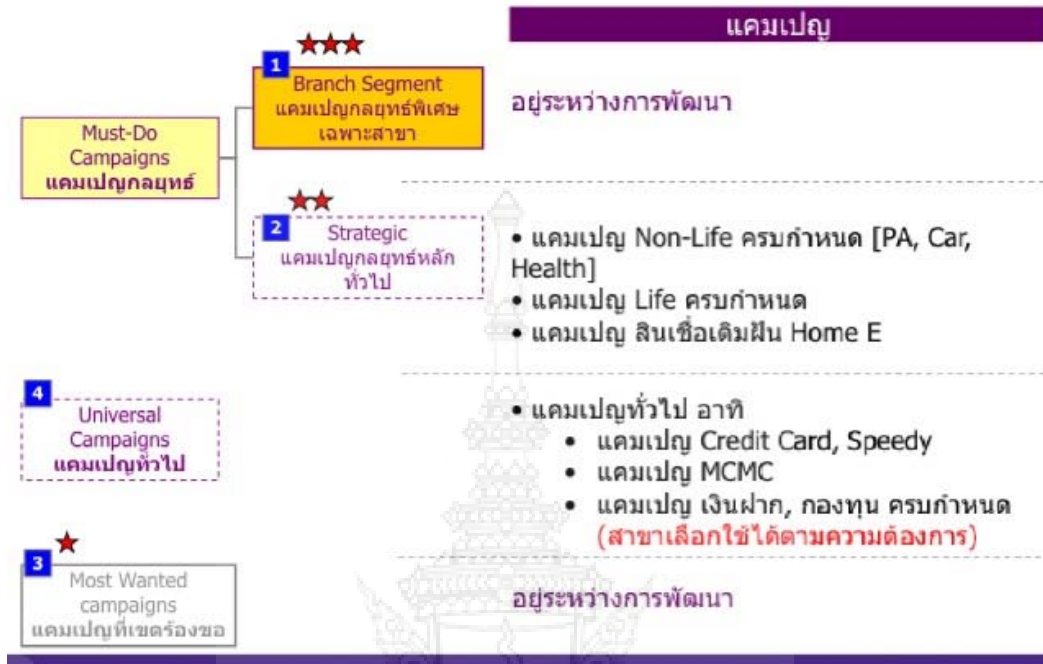 แคมเปญ
1
Branch Segment
แคมเปญกลยุทธ์พิเศษ
เฉพาะสาขา
อยู่ระหว่างการพัฒนา
Must-Do
Campaigns
แคมเปญกลยุทธ์
2
Strategic
แคมเปญกลยุทธ์หลัก
ทั่วไป
• แคมเปญ Non-Life ครบกำหนด [PA, Car,
Health]
• แคมเปญ Life ครบกำหนด
• แคมเปญ สินเชื่อเติมฝัน Home E
4
Universal
Campaigns
แคมเปญทั่วไป
• แคมเปญทั่วไป อาทิ
• แคมเปญ Credit Card, Speedy
• แคมเปญ MCMC
• แคมเปญ เงินฝาก, กองทุน ครบกำหนด
(สาขาเลือกใช้ได้ตามความต้องการ)
3
Most Wanted
campaigns
แคมเปญที่เขตร้องขอ
อยู่ระหว่างการพัฒนา